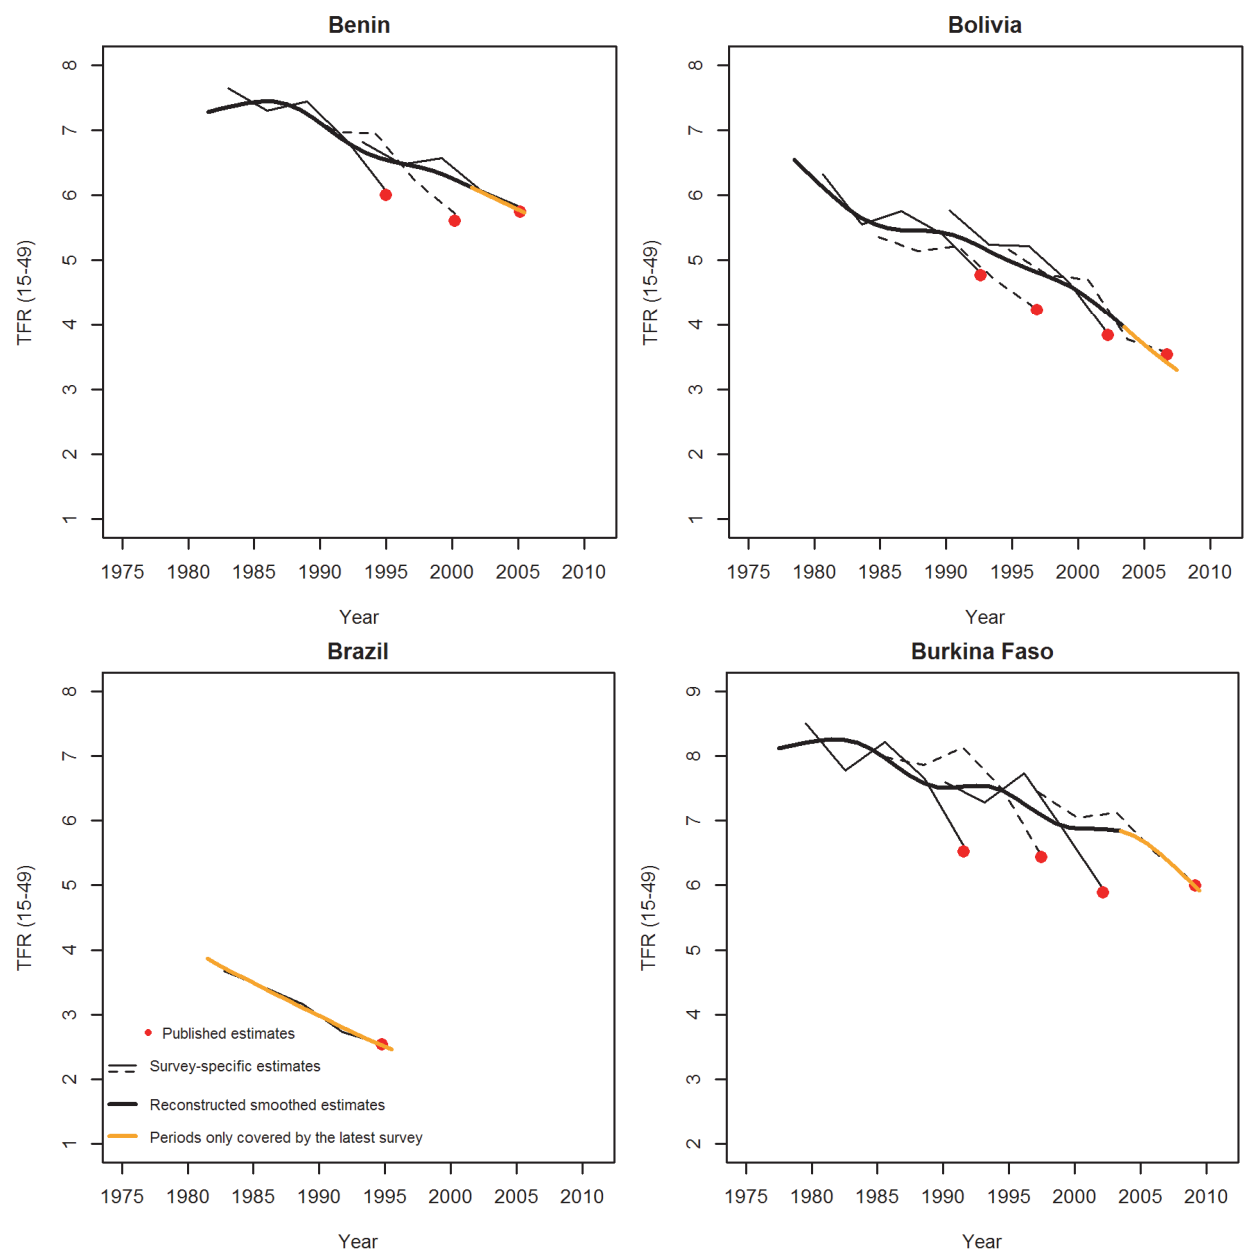 Benin
8
7
6
5
4
3
2
1
TFR (15-49)
1975 1980 1985 1990 1995 2000 2005 2010
Year
Bolivia
8
7
6
5
4
3
2
1
TFR (15-49)
1975 1980 1985 1990 1995 2000 2005 2010
Year
Brazil
8
7
6
5
4
3
2
1
TFR (15-49)
Published estimates
Survey-specific estimates
Reconstructed smoothed estimates
Periods only covered by the latest survey
1975 1980 1985 1990 1995 2000 2005 2010
Year
Burkina Faso
9
8
7
6
5
4
3
2
TFR (15-49)
1975 1980 1985 1990 1995 2000 2005 2010
Year